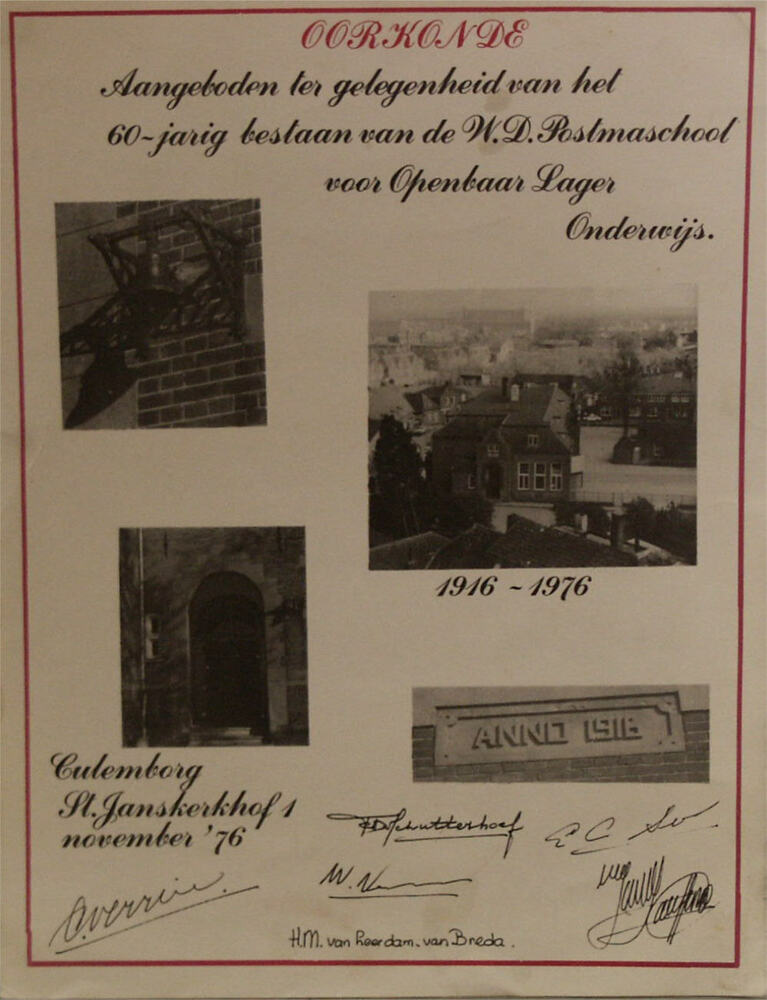 OORKONDE
Aangeboden ter gelegenheid van het
60-jarig bestaan van de W.D. Postmaschool
voor Openbaar Lager
Onderwijs.
1916 - 1976
ANNO 1916
Culemborg
St. Janskerkhof 1
november '76
H.M. van Leerdam. van Breda.